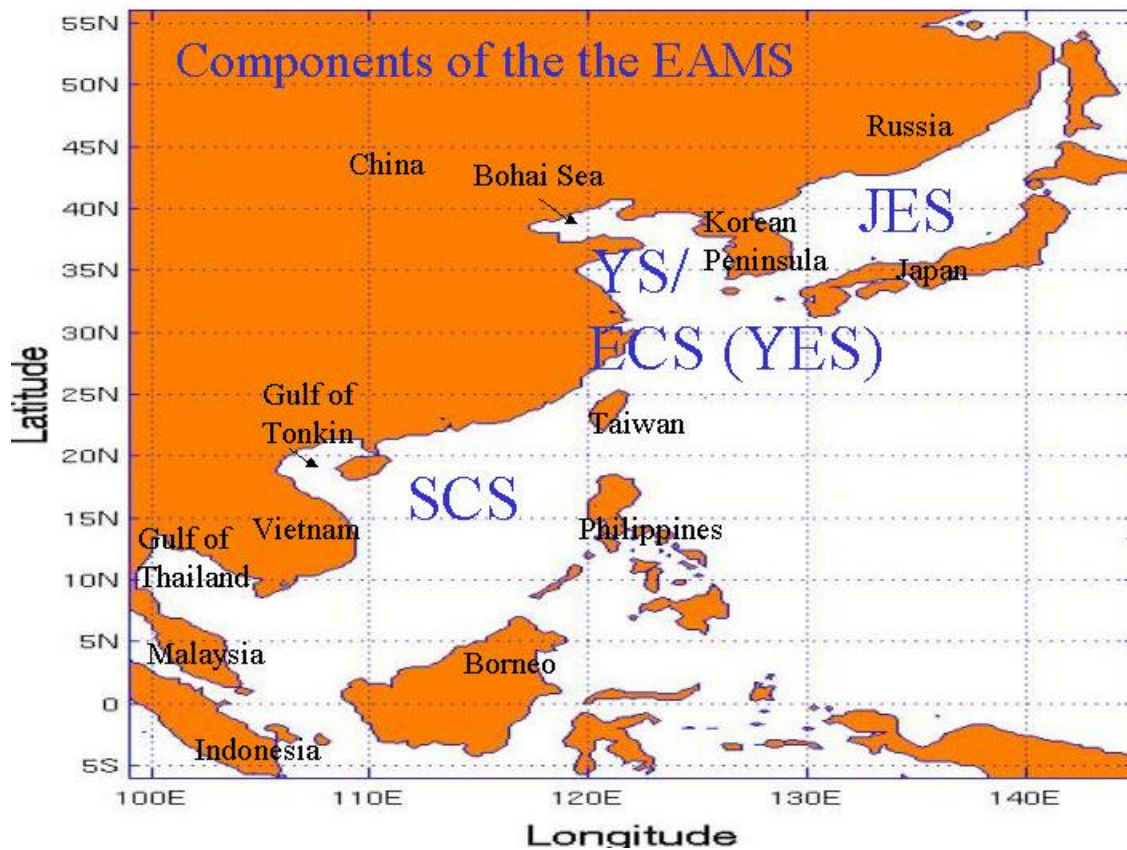 Components of the the EAMS
Russia
China
Bohai Sea
JES
Korean
Peninsula
Japan
YS/
ECS (YES)
Gulf of
Tonkin
Taiwan
SCS
Vietnam
Philippines
Gulf of
Thailand
Malaysia
Borneo
Indonesia
55N
50N
45N
40N
35N
30N
25N
20N
15N
10N
5N
0
5S
Latitude
100E 110E 120E 130E 140E
Longitude